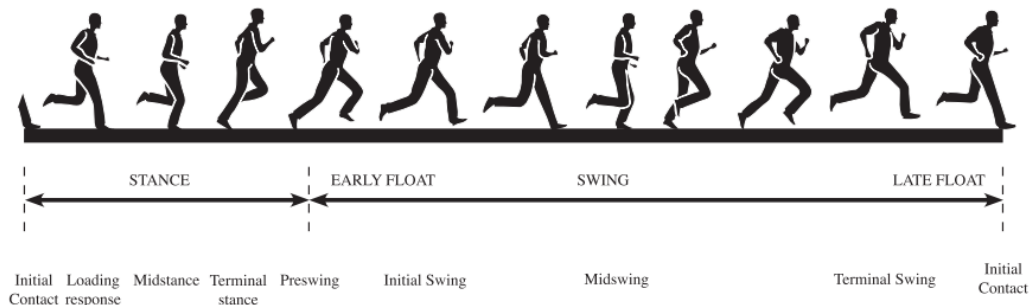 STANCE EARLY FLOAT SWING LATE FLOAT
Initial Contact
Loading response
Midstance
Terminal stance
Preswing
Initial Swing
Midswing
Terminal Swing
Initial Contact